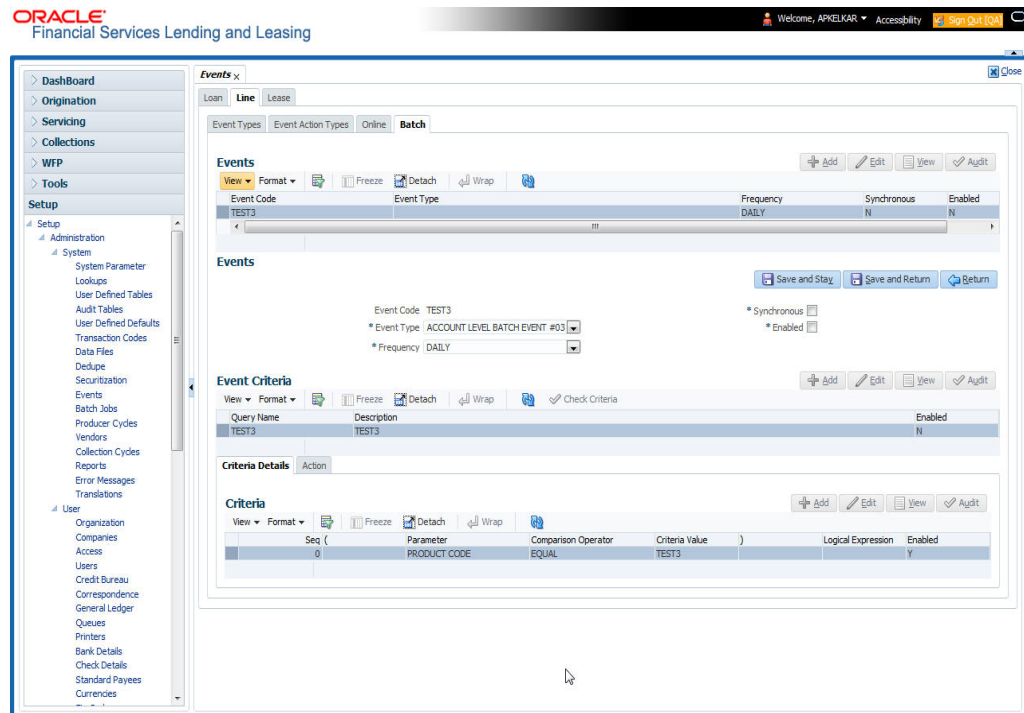 ORACLE'
Financial Services Lending and Leasing
Welcome, APKELKAR
Accessibility
Sign Out [QA]
DashBoard
Origination
Servicing
Collections
WFP
Tools
Setup
Setup
Administration
System
System Parameter
Lookups
User Defined Tables
Audit Tables
User Defined Defaults
Transaction Codes
Data Files
Dedupe
Securitization
Events
Batch Jobs
Producer Cycles
Vendors
Collection Cycles
Reports
Error Messages
Translations
User
Organization
Companies
Access
Users
Credit Bureau
Correspondence
General Ledger
Queues
Printers
Bank Details
Check Details
Standard Payees
Currencies
Events x
Close
Loan Line Lease
Event Types Event Action Types Online Batch
Events
Add Edit View Audit
View Format Freeze Detach Wrap
Event Code Event Type Frequency Synchronous Enabled
TEST3 DAILY N N
Events
Save and Stay Save and Return Return
Event Code TEST3
* Event Type ACCOUNT LEVEL BATCH EVENT #03
* Frequency DAILY
* Synchronous
* Enabled
Event Criteria
Add Edit View Audit
View Format Freeze Detach Wrap Check Criteria
Query Name Description Enabled
TEST3 TEST3 N
Criteria Details Action
Criteria
Add Edit View Audit
View Format Freeze Detach Wrap
Seq ( Parameter Comparison Operator Criteria Value ) Logical Expression Enabled
0 PRODUCT CODE EQUAL TEST3 Y